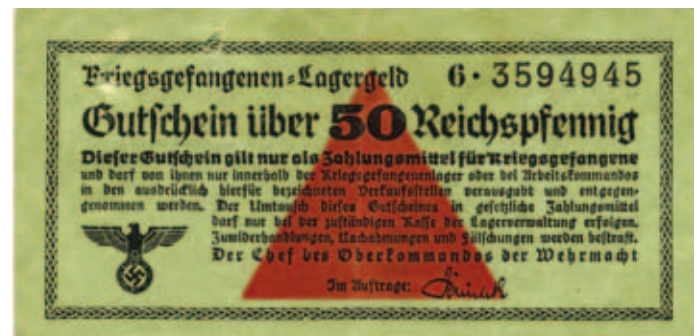 Kriegsgefangenen-Lagergeld 6 · 3594945
Gutschein über 50 Reichspfennig
Dieser Gutschein gilt nur als Zahlungsmittel für Kriegsgefangene
und darf von ihnen nur innerhalb der Kriegsgefangenenlager oder bei Arbeitskommandos
in den ausdrücklich hierfür bezeichneten Verkaufsstellen verausgabt und entgegen-
genommen werden. Der Umtausch dieses Gutscheines in gesetzliche Zahlungsmittel
darf nur bei der zuständigen Kasse der Lagerverwaltung erfolgen.
Zuwiderhandlungen, Nachahmungen und Fälschungen werden bestraft.
Der Chef des Oberkommandos der Wehrmacht
Im Auftrage: